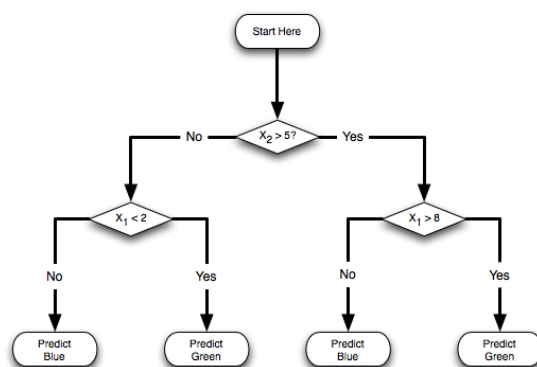 Start Here
X2 > 5?
No
Yes
X1 < 2
X1 > 8
No
Yes
No
Yes
Predict
Blue
Predict
Green
Predict
Blue
Predict
Green